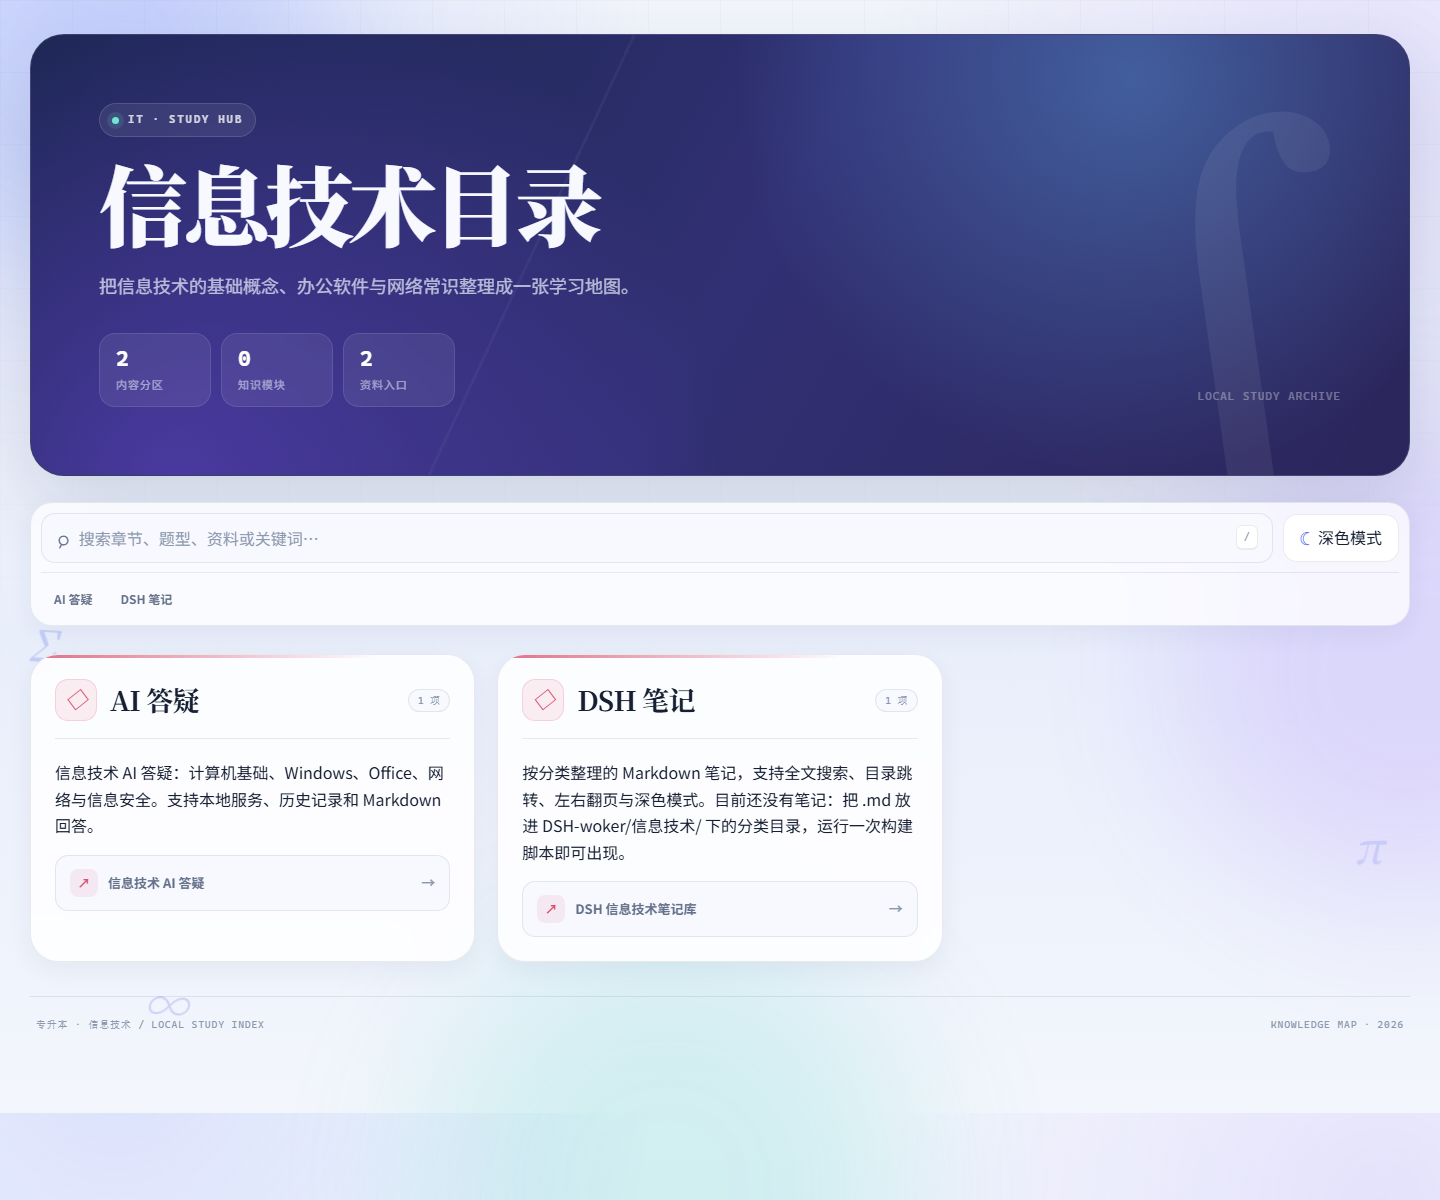 IT · STUDY HUB
信息技术目录
把信息技术的基础概念、办公软件与网络常识整理成一张学习地图。
2
内容分区
0
知识模块
2
资料入口
∫
LOCAL STUDY ARCHIVE
搜索章节、题型、资料或关键词…
/
☾ 深色模式
AI 答疑
DSH 笔记
Σ
AI 答疑
1 项
信息技术 AI 答疑：计算机基础、Windows、Office、网
络与信息安全。支持本地服务、历史记录和 Markdown
回答。
↗ 信息技术 AI 答疑 →
DSH 笔记
1 项
按分类整理的 Markdown 笔记，支持全文搜索、目录跳
转、左右翻页与深色模式。目前还没有笔记：把 .md 放
进 DSH-woker/信息技术/ 下的分类目录，运行一次构建
脚本即可出现。
↗ DSH 信息技术笔记库 →
π
∞
专升本 · 信息技术 / LOCAL STUDY INDEX
KNOWLEDGE MAP · 2026